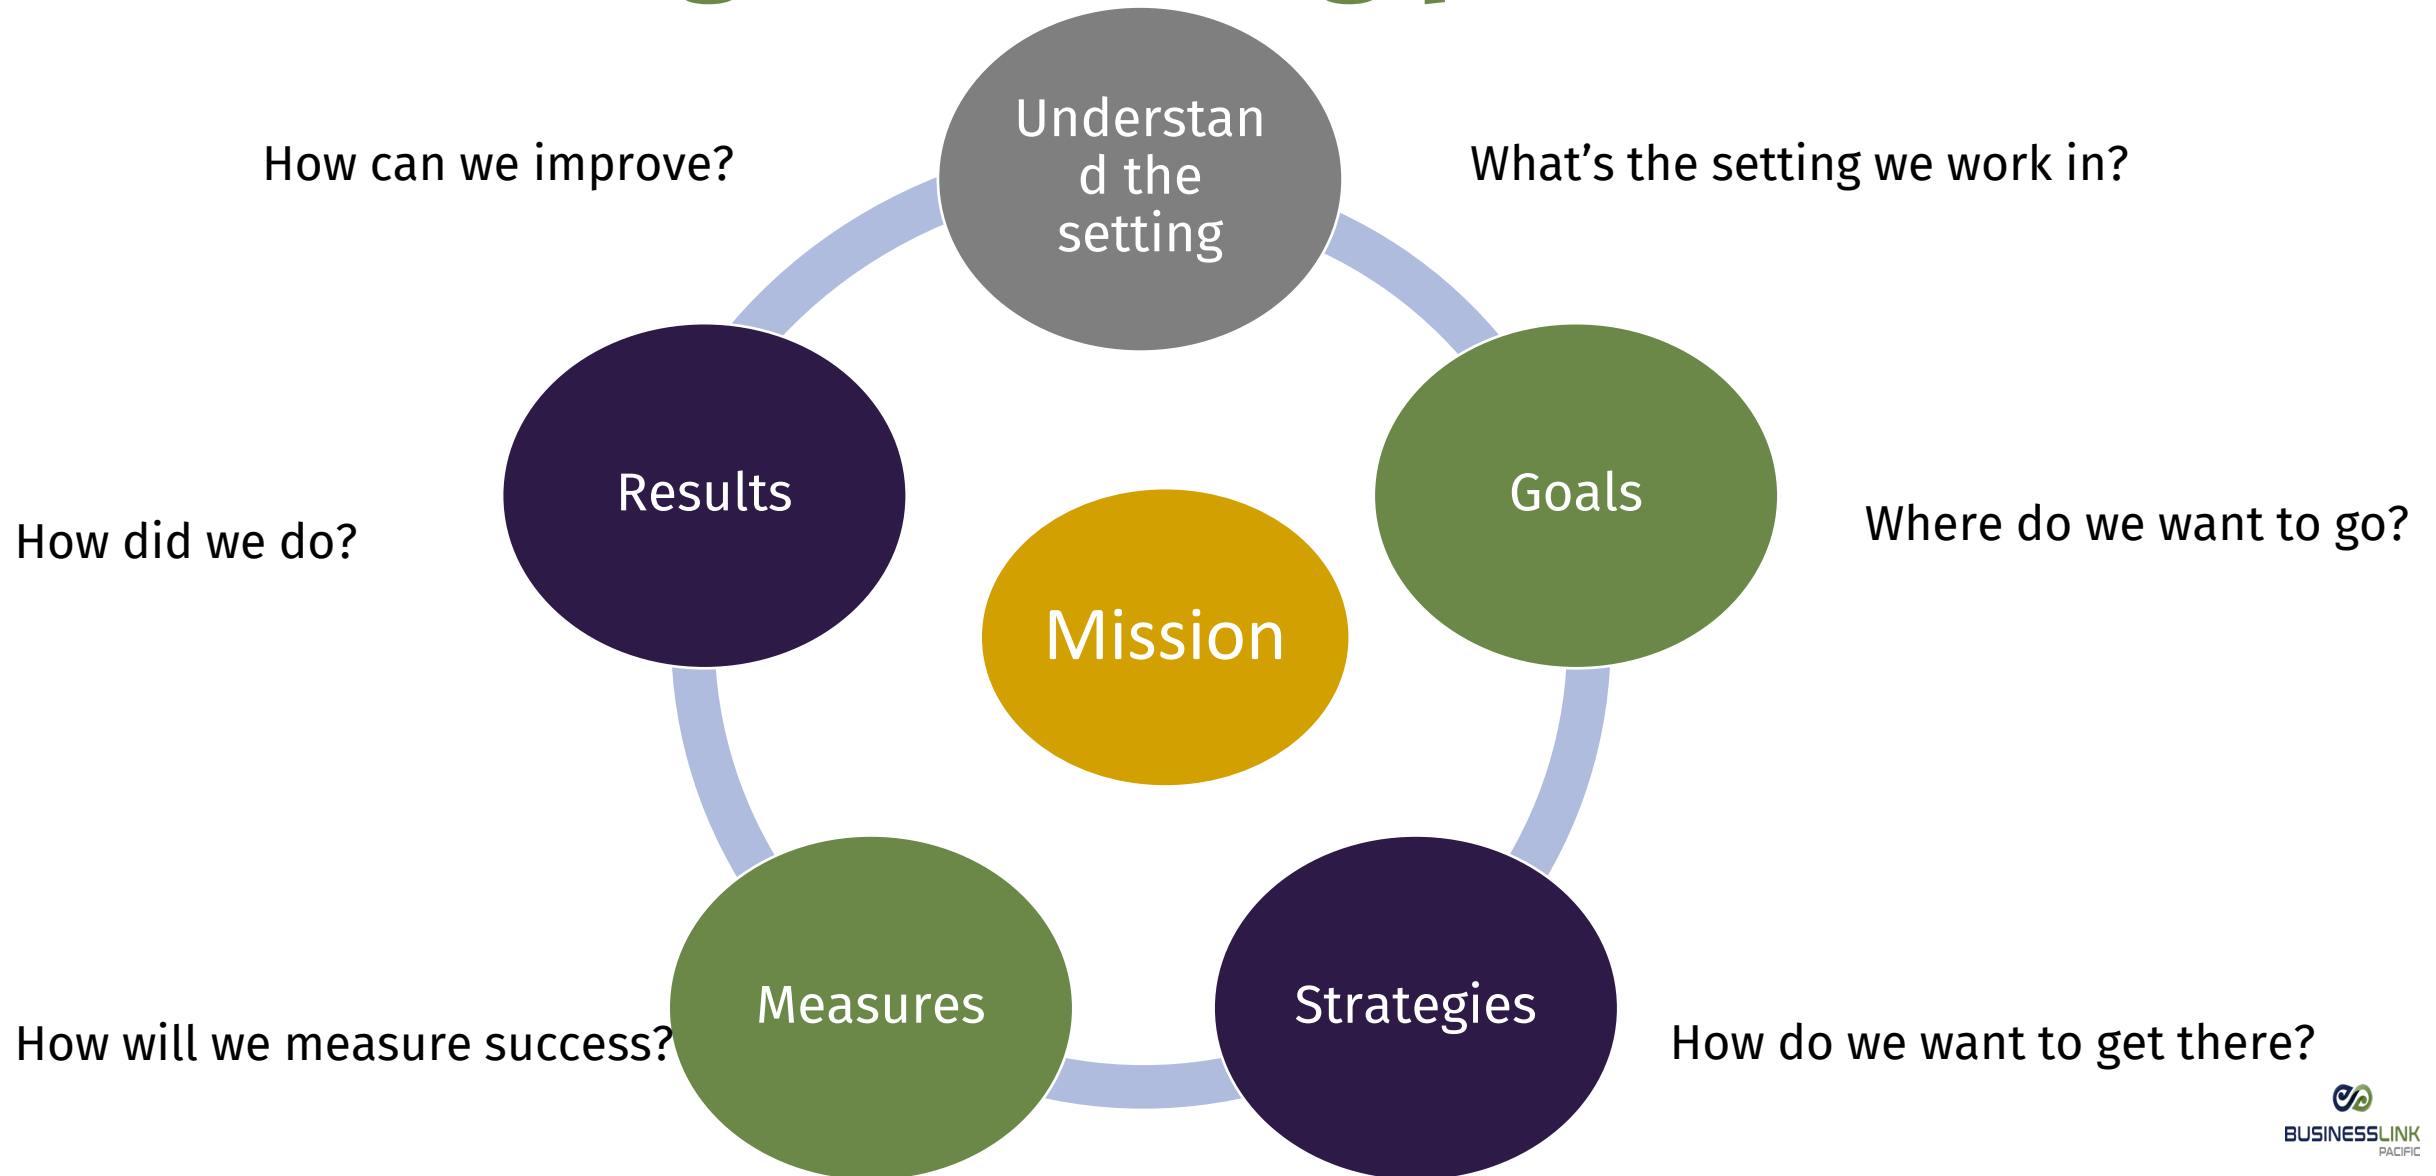 Understan
d the
setting
How can we improve?
What's the setting we work in?
Results
Goals
How did we do?
Where do we want to go?
Mission
Measures
Strategies
How will we measure success?
How do we want to get there?
BUSINESSLINK
PACIFIC